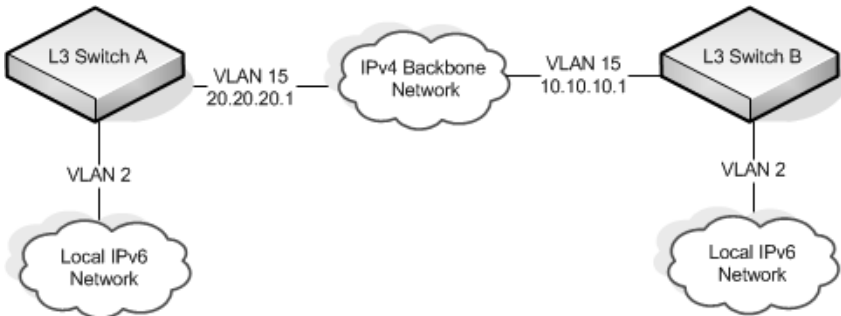 L3 Switch A
VLAN 15
20.20.20.1
IPv4 Backbone
Network
VLAN 15
10.10.10.1
L3 Switch B
VLAN 2
VLAN 2
Local IPv6
Network
Local IPv6
Network